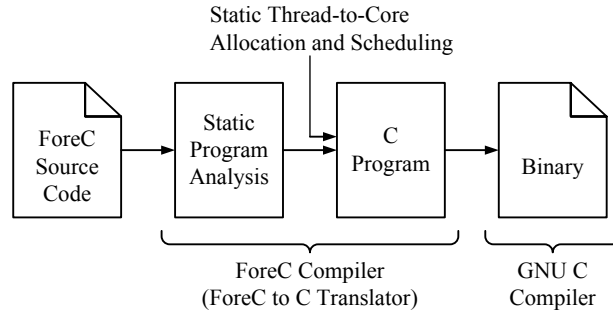 Static Thread-to-Core
Allocation and Scheduling
ForeC
Source
Code
Static
Program
Analysis
C
Program
Binary
ForeC Compiler
(ForeC to C Translator)
GNU C
Compiler